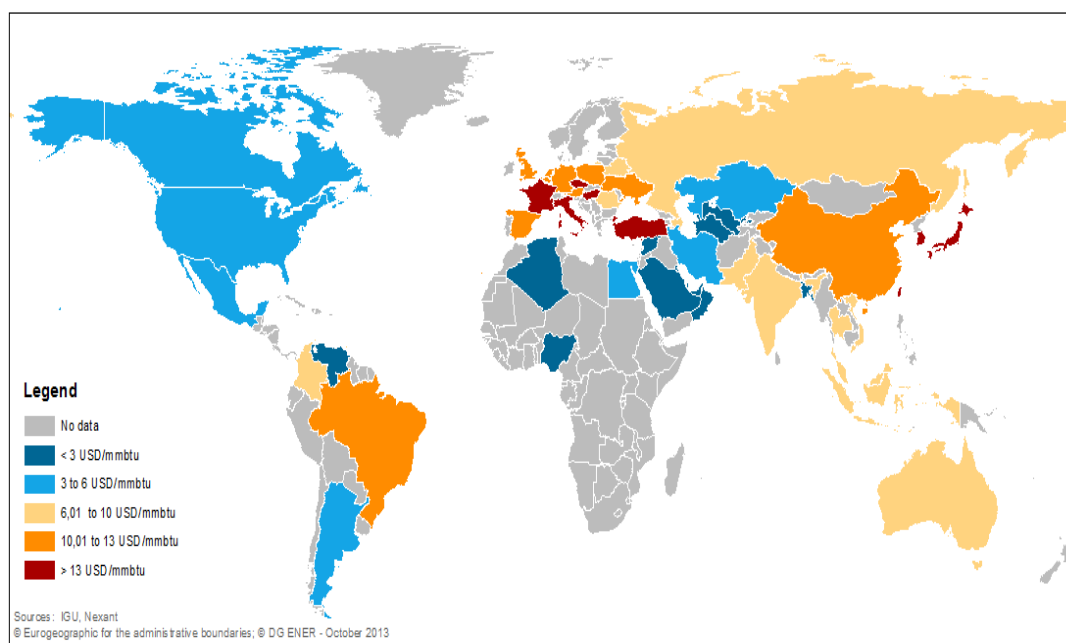 Legend
No data
< 3 USD/mmbtu
3 to 6 USD/mmbtu
6,01 to 10 USD/mmbtu
10,01 to 13 USD/mmbtu
> 13 USD/mmbtu
Sources: IGU, Nexant
© Eurogeographic for the administrative boundaries; © DG ENER - October 2013